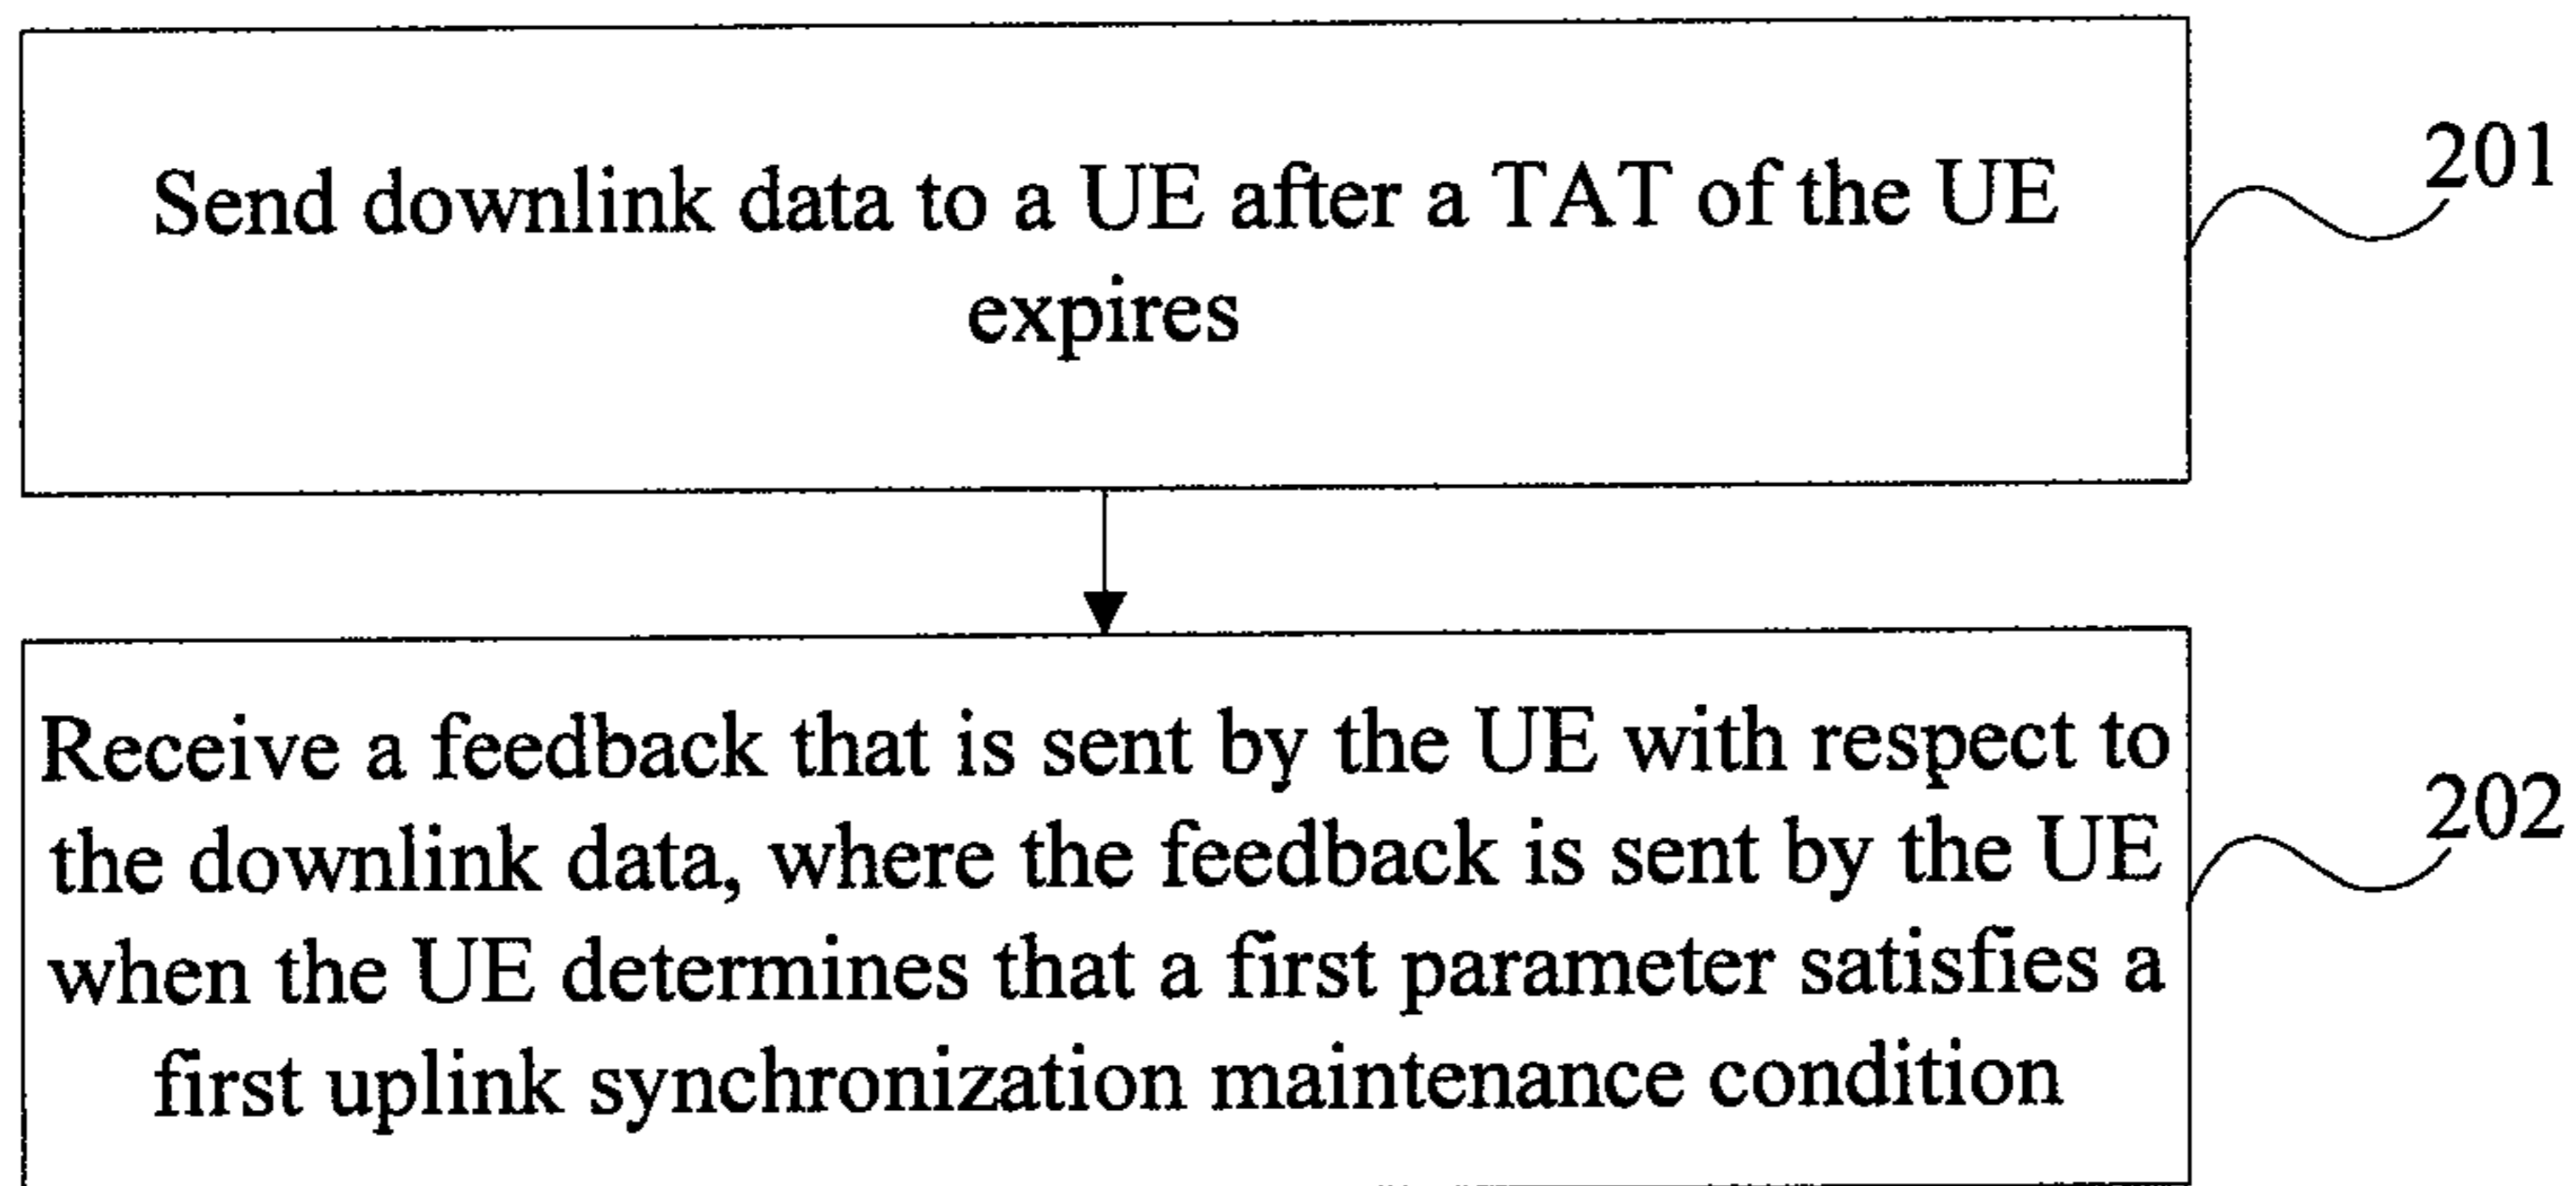 Send downlink data to a UE after a TAT of the UE
expires
201
Receive a feedback that is sent by the UE with respect to
the downlink data, where the feedback is sent by the UE
when the UE determines that a first parameter satisfies a
first uplink synchronization maintenance condition
202